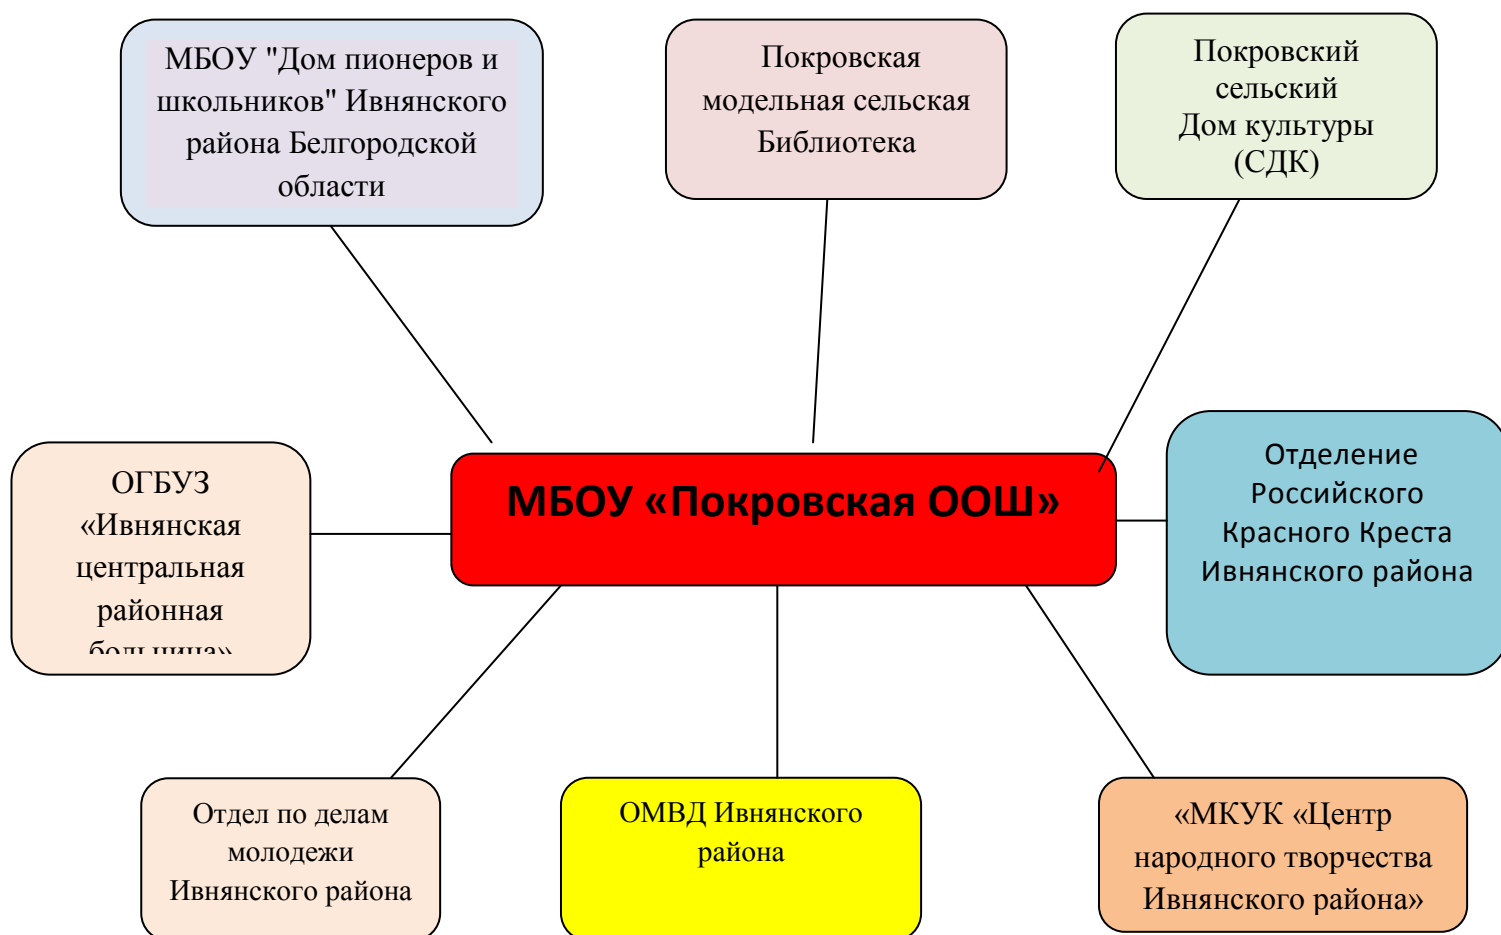 МБОУ "Дом пионеров и
школьников" Ивнянского
района Белгородской
области
Покровская
модельная сельская
Библиотека
Покровский
сельский
Дом культуры
(СДК)
ОГБУЗ
«Ивнянская
центральная
районная
больница»
МБОУ «Покровская ООШ»
Отделение
Российского
Красного Креста
Ивнянского района
Отдел по делам
молодежи
Ивнянского района
ОМВД Ивнянского
района
«МКУК «Центр
народного творчества
Ивнянского района»